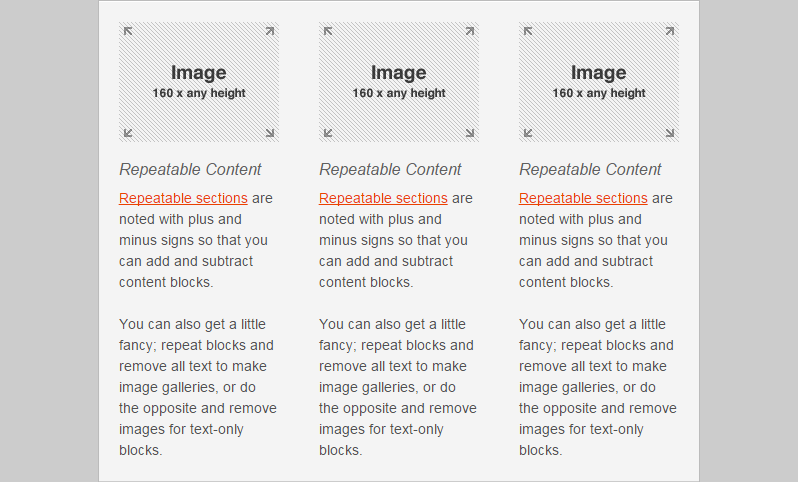 Image
160 x any height
Repeatable Content
Repeatable sections are
noted with plus and
minus signs so that you
can add and subtract
content blocks.
You can also get a little
fancy; repeat blocks and
remove all text to make
image galleries, or do
the opposite and remove
images for text-only
blocks.
Image
160 x any height
Repeatable Content
Repeatable sections are
noted with plus and
minus signs so that you
can add and subtract
content blocks.
You can also get a little
fancy; repeat blocks and
remove all text to make
image galleries, or do
the opposite and remove
images for text-only
blocks.
Image
160 x any height
Repeatable Content
Repeatable sections are
noted with plus and
minus signs so that you
can add and subtract
content blocks.
You can also get a little
fancy; repeat blocks and
remove all text to make
image galleries, or do
the opposite and remove
images for text-only
blocks.